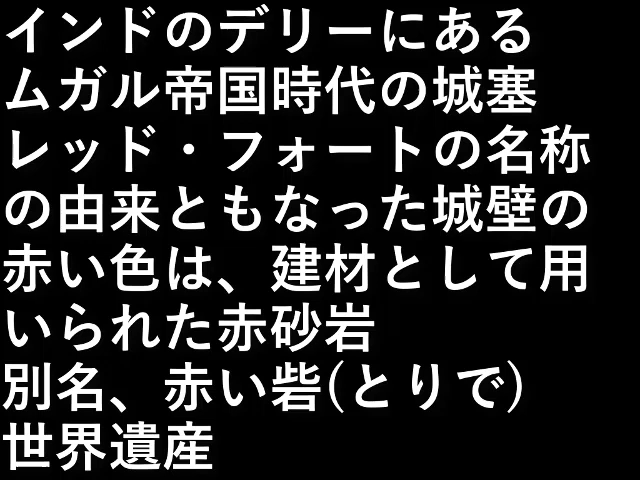 インドのデリーにある
ムガル帝国時代の城塞
レッド・フォートの名称
の由来ともなった城壁の
赤い色は、建材として用
いられた赤砂岩
別名、赤い砦(とりで)
世界遺産